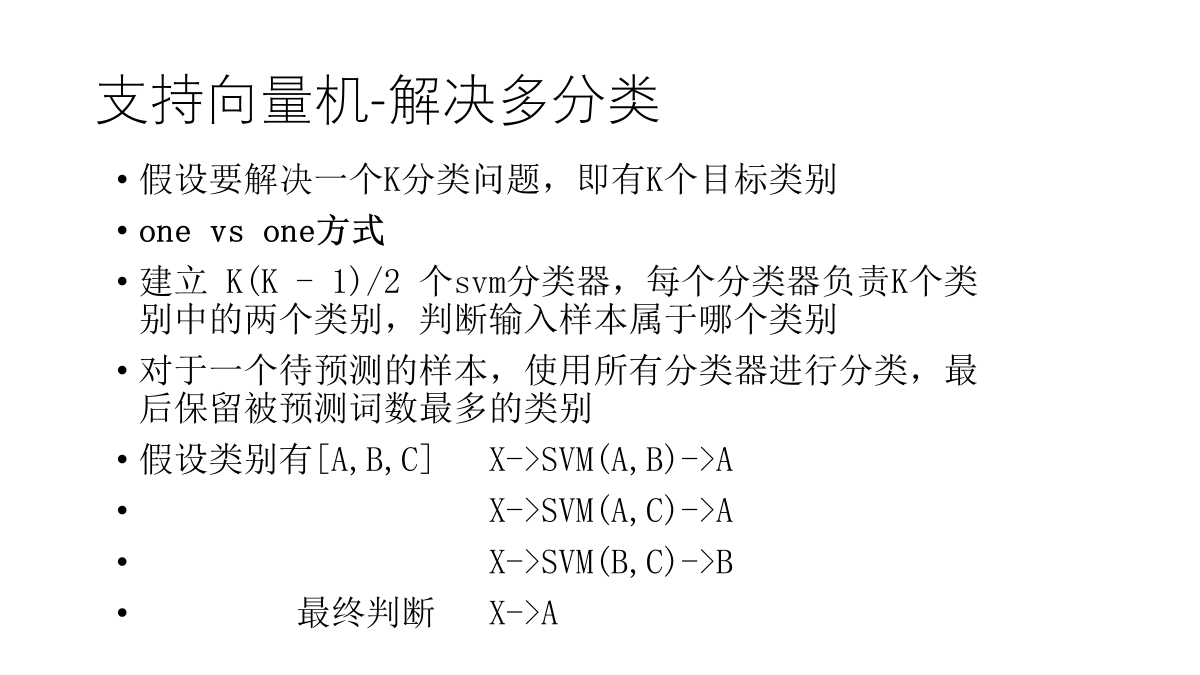 支持向量机-解决多分类
• 假设要解决一个K分类问题，即有K个目标类别
• one vs one方式
• 建立 K(K - 1)/2 个svm分类器，每个分类器负责K个类
别中的两个类别，判断输入样本属于哪个类别
• 对于一个待预测的样本，使用所有分类器进行分类，最
后保留被预测词数最多的类别
• 假设类别有[A,B,C] X->SVM(A,B)->A
• X->SVM(A,C)->A
• X->SVM(B,C)->B
• 最终判断 X->A